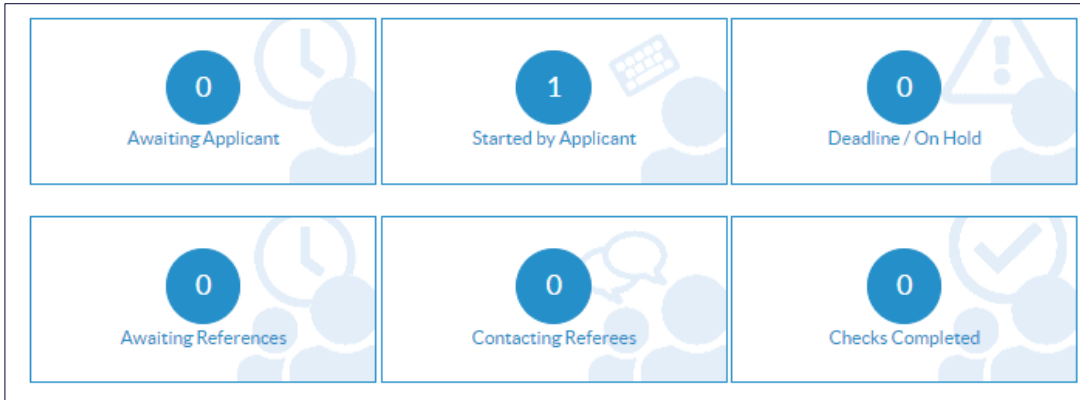 0
Awaiting Applicant
1
Started by Applicant
0
Deadline / On Hold
0
Awaiting References
0
Contacting Referees
0
Checks Completed